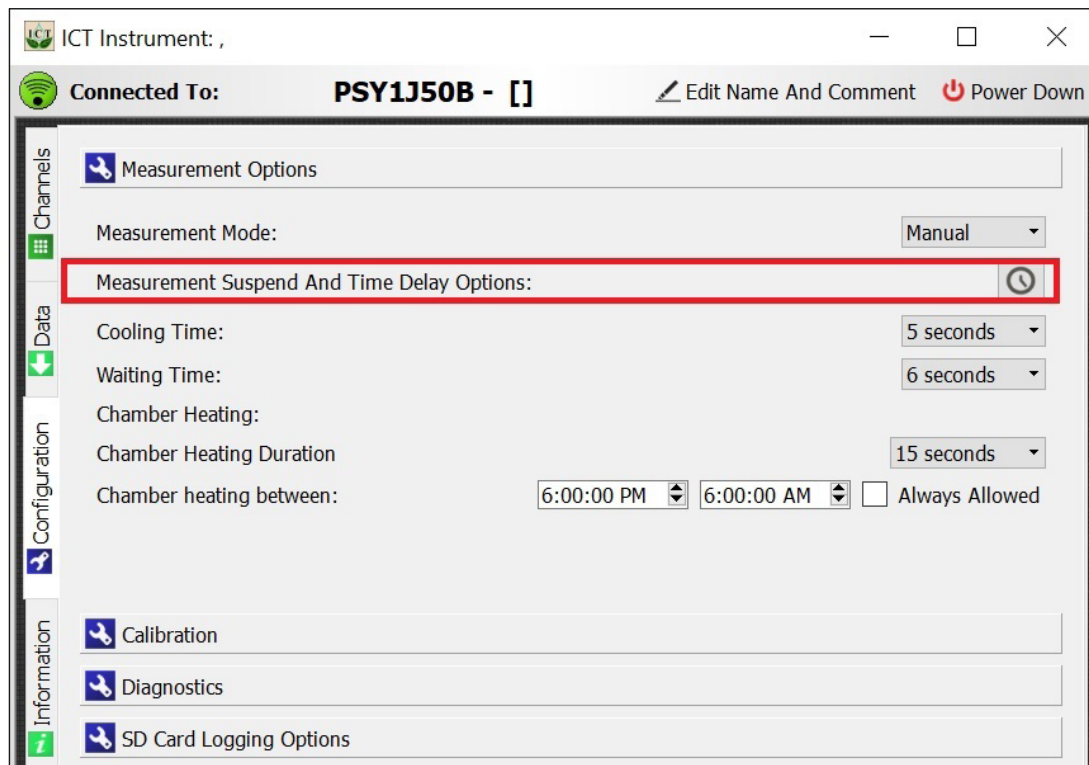 ICT Instrument: ,
Connected To: PSY1J50B - [] Edit Name And Comment Power Down
Channels
Data
Configuration
Information
Measurement Options
Measurement Mode: Manual
Measurement Suspend And Time Delay Options:
Cooling Time: 5 seconds
Waiting Time: 6 seconds
Chamber Heating:
Chamber Heating Duration 15 seconds
Chamber heating between: 6:00:00 PM 6:00:00 AM Always Allowed
Calibration
Diagnostics
SD Card Logging Options